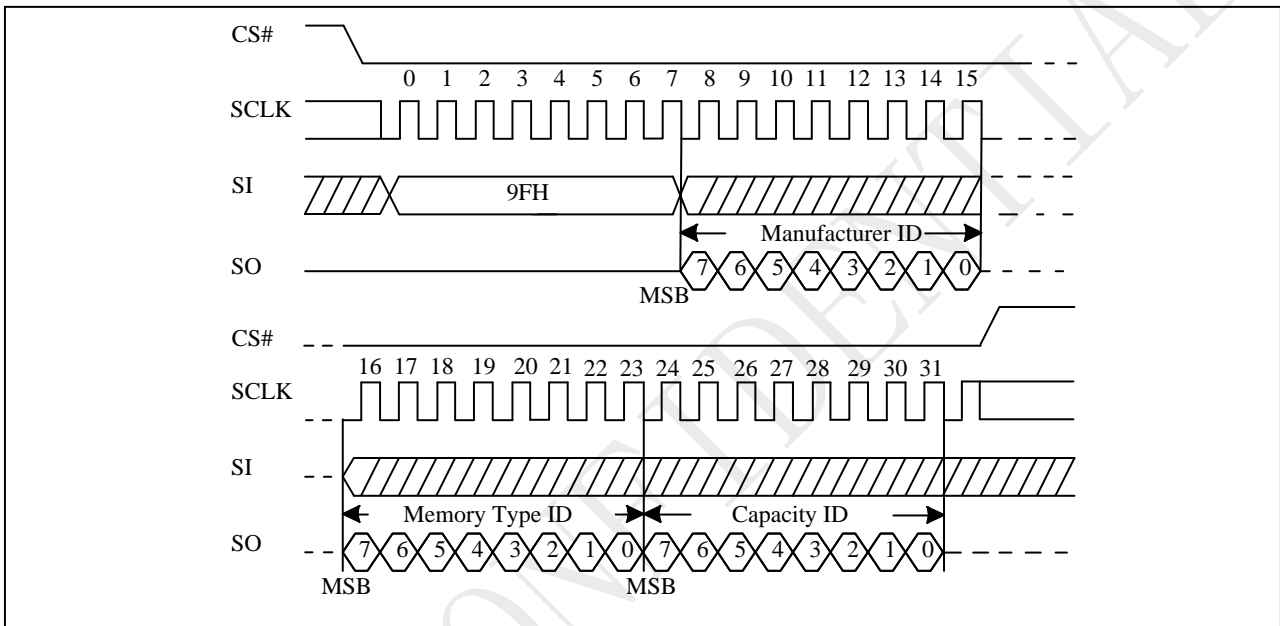 CS#
0 1 2 3 4 5 6 7 8 9 10 11 12 13 14 15
SCLK
SI
9FH
Manufacturer ID
SO
7 6 5 4 3 2 1 0
MSB
CS#
16 17 18 19 20 21 22 23 24 25 26 27 28 29 30 31
SCLK
SI
Memory Type ID Capacity ID
SO
7 6 5 4 3 2 1 0 7 6 5 4 3 2 1 0
MSB MSB
CONFIDENTIAL